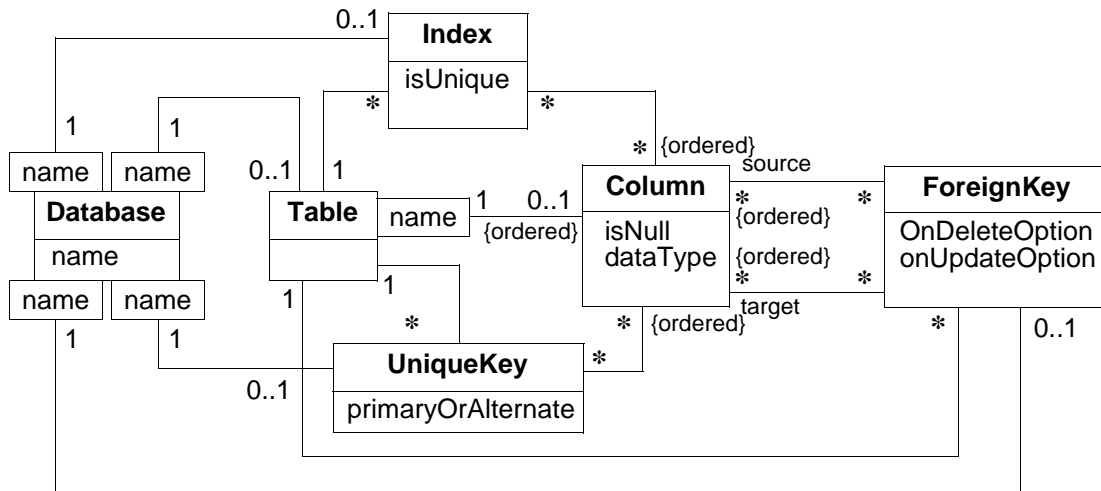 0..1
Index
isUnique
*
*
1
1
name
name
0..1
1
*
{ordered}
source
Database
name
Table
name
1
0..1
{ordered}
Column
isNull
dataType
*
{ordered}
*
ForeignKey
OnDeleteOption
onUpdateOption
{ordered}
*
*
target
name
name
1
1
1
1
*
*
{ordered}
*
0..1
*
UniqueKey
primaryOrAlternate
0..1